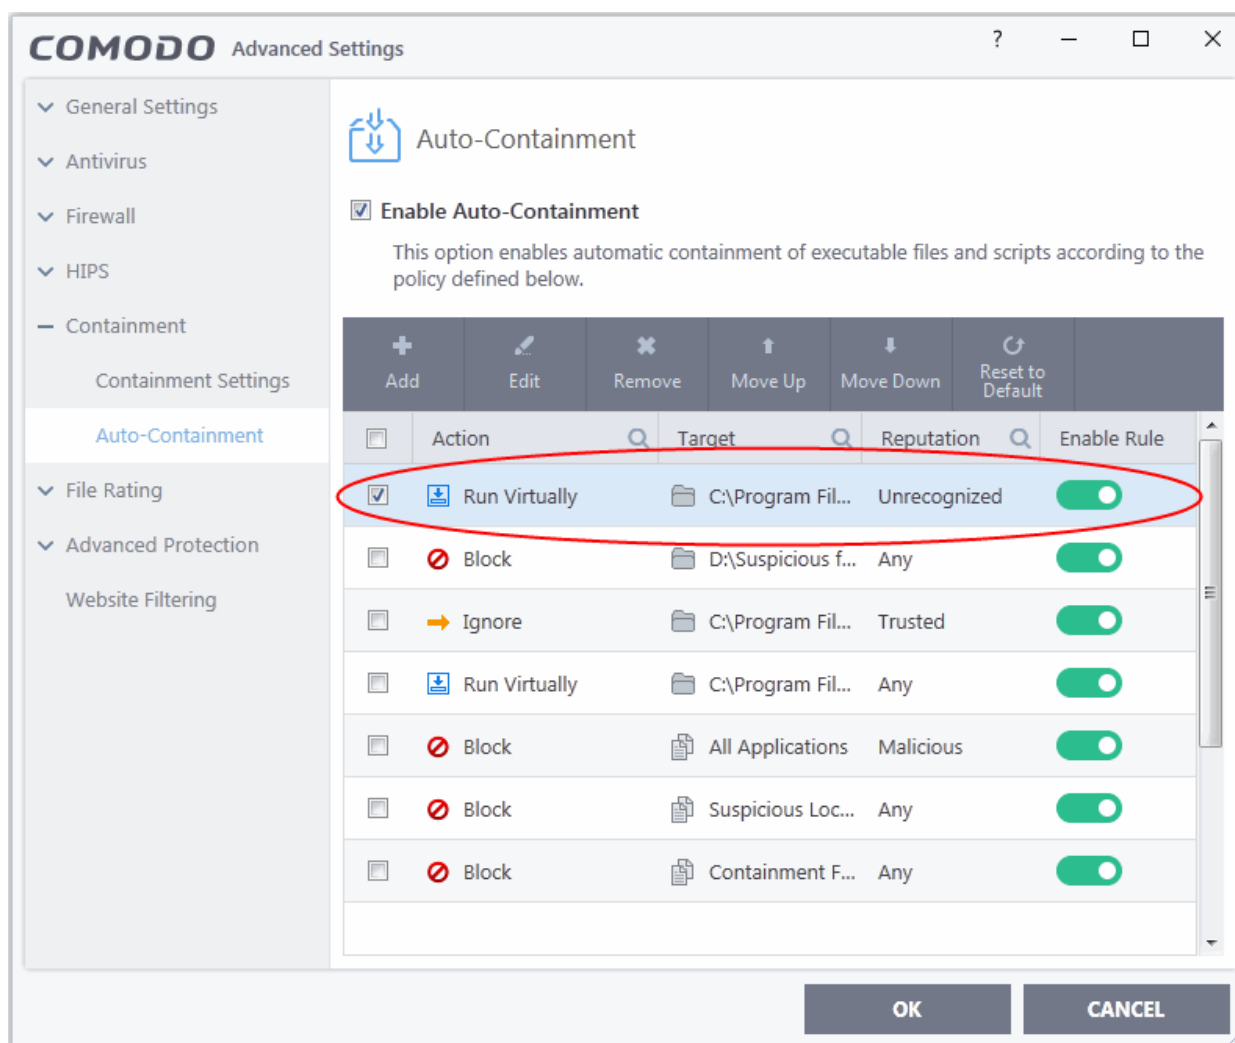 COMODO Advanced Settings
?
General Settings
Antivirus
Firewall
HIPS
Containment
Containment Settings
Auto-Containment
File Rating
Advanced Protection
Website Filtering
Auto-Containment
Enable Auto-Containment
This option enables automatic containment of executable files and scripts according to the
policy defined below.
Add Edit Remove Move Up Move Down Reset to
Default
Action Target Reputation Enable Rule
Run Virtually C:\Program Fil... Unrecognized
Block D:\Suspicious f... Any
Ignore C:\Program Fil... Trusted
Run Virtually C:\Program Fil... Any
Block All Applications Malicious
Block Suspicious Loc... Any
Block Containment F... Any
OK CANCEL